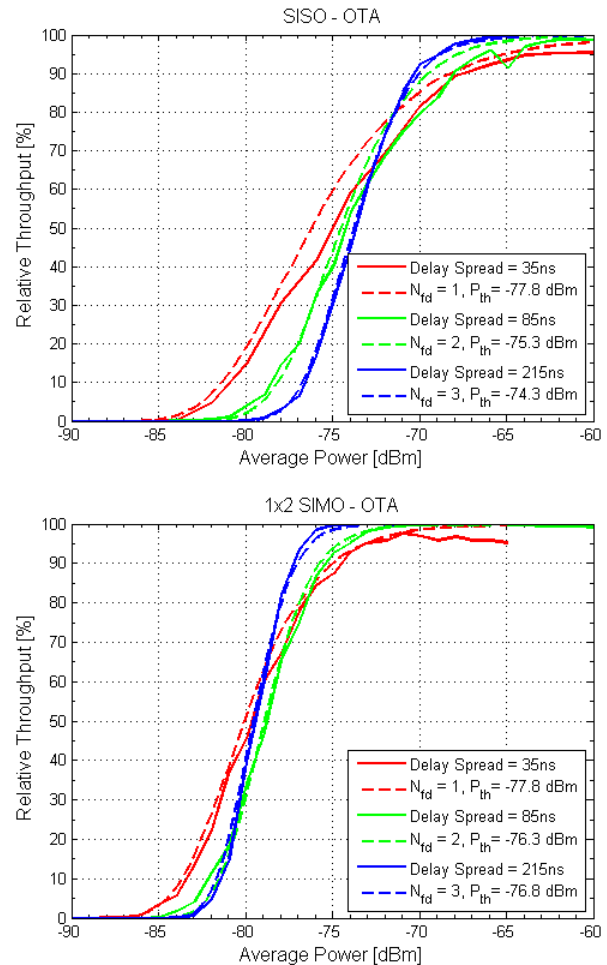 SISO - OTA
100
90
80
70
60
50
40
30
20
10
0
Relative Throughput [%]
Delay Spread = 35ns
N_fd = 1, P_th = -77.8 dBm
Delay Spread = 85ns
N_fd = 2, P_th = -75.3 dBm
Delay Spread = 215ns
N_fd = 3, P_th = -74.3 dBm
-90 -85 -80 -75 -70 -65 -60
Average Power [dBm]
1x2 SIMO - OTA
100
90
80
70
60
50
40
30
20
10
0
Relative Throughput [%]
Delay Spread = 35ns
N_fd = 1, P_th= -77.8 dBm
Delay Spread = 85ns
N_fd = 2, P_th= -76.3 dBm
Delay Spread = 215ns
N_fd = 3, P_th= -76.8 dBm
-90 -85 -80 -75 -70 -65 -60
Average Power [dBm]